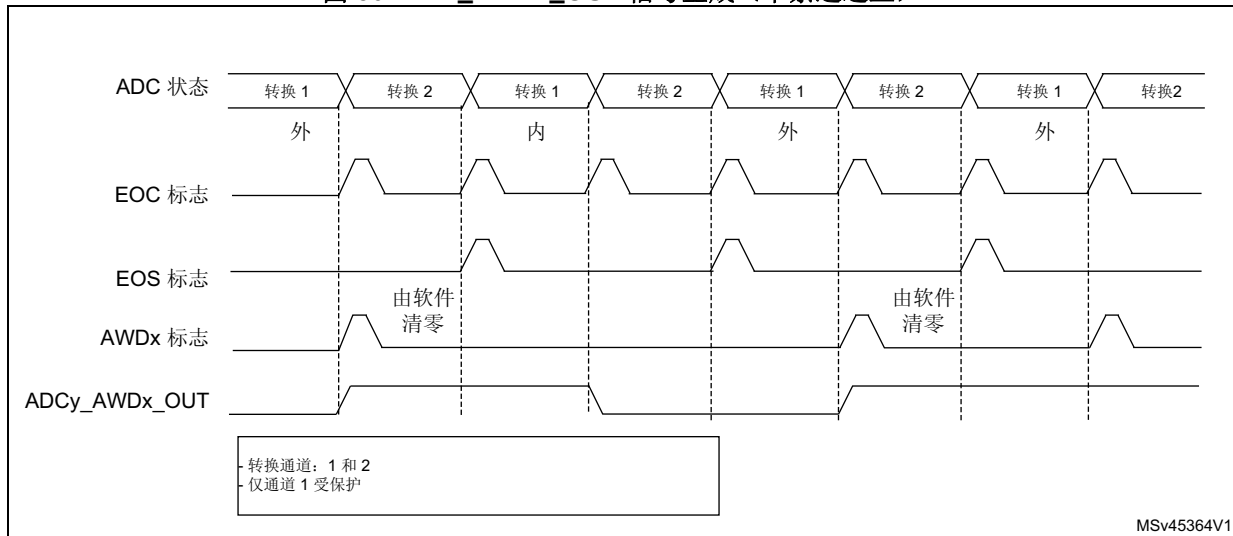 ADC 状态
转换 1 转换 2 转换 1 转换 2 转换 1 转换 2 转换 1 转换2
外 内 外 外
EOC 标志
EOS 标志
由软件 由软件
清零 清零
AWDx 标志
ADCy_AWDx_OUT
- 转换通道：1 和 2
- 仅通道 1 受保护
MSv45364V1